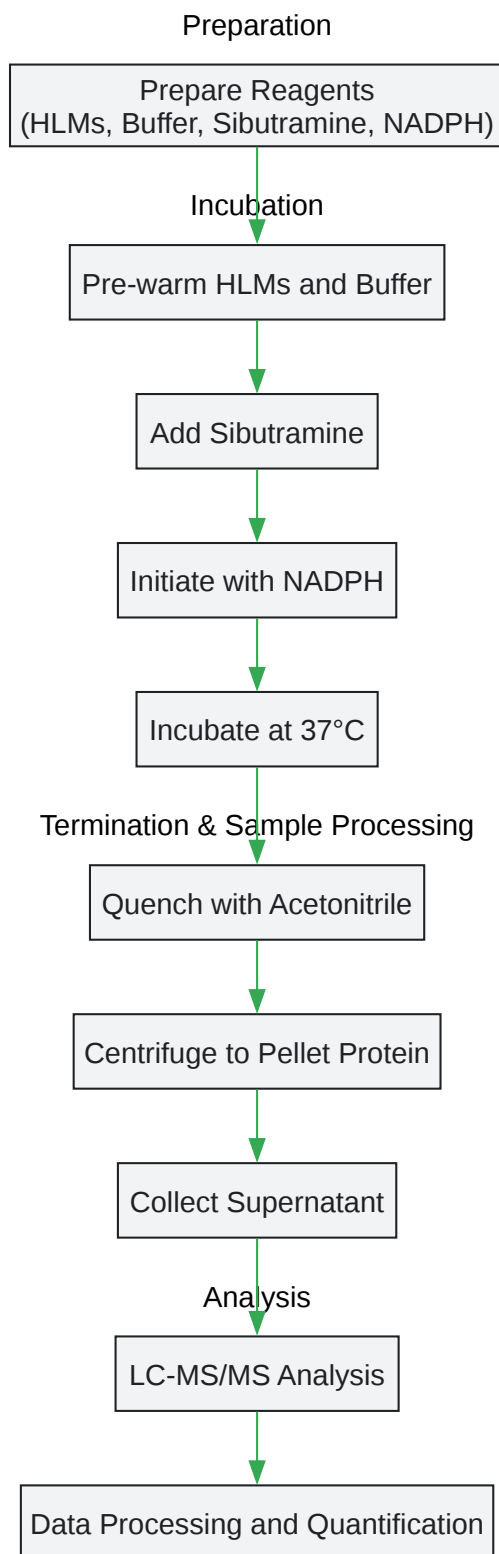 Preparation
Prepare Reagents
(HLMs, Buffer, Sibutramine, NADPH)
Incubation
Pre-warm HLMs and Buffer
Add Sibutramine
Initiate with NADPH
Incubate at 37°C
Termination & Sample Processing
Quench with Acetonitrile
Centrifuge to Pellet Protein
Collect Supernatant
Analysis
LC-MS/MS Analysis
Data Processing and Quantification